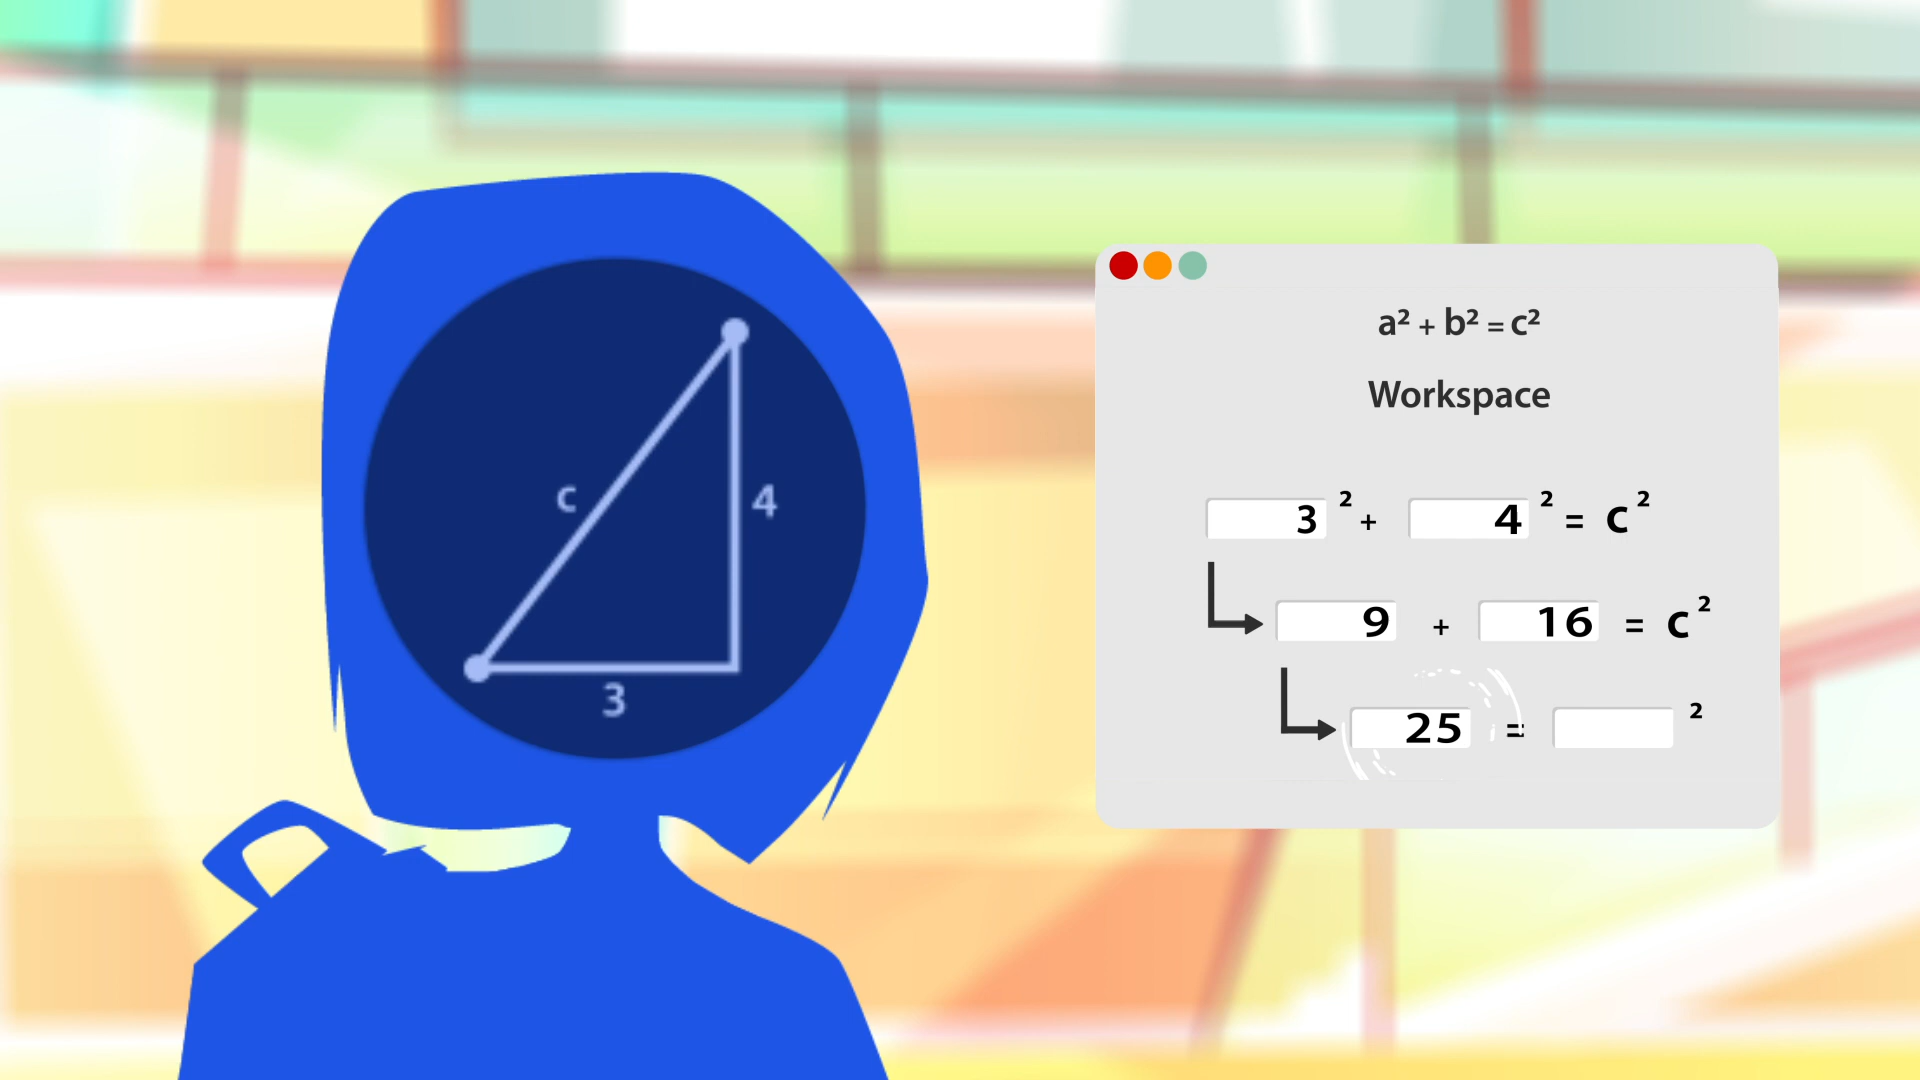 c
4
3
a² + b² = c²
Workspace
3 ² + 4 ² = c ²
9 + 16 = c ²
25 = ²